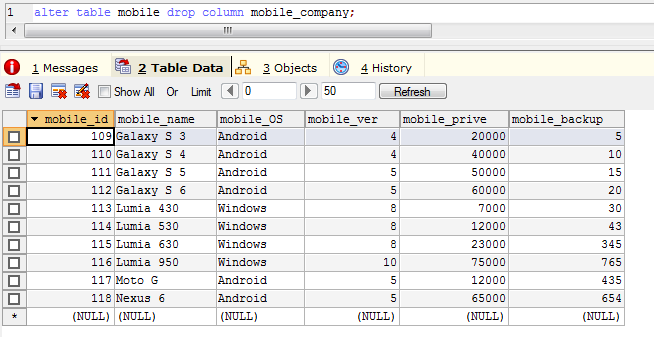 1 alter table mobile drop column mobile_company;
1 Messages 2 Table Data 3 Objects 4 History
Show All Or Limit 0 50 Refresh
mobile_id mobile_name mobile_OS mobile_ver mobile_prive mobile_backup
109 Galaxy S 3 Android 4 20000 5
110 Galaxy S 4 Android 4 40000 10
111 Galaxy S 5 Android 5 50000 15
112 Galaxy S 6 Android 5 60000 20
113 Lumia 430 Windows 8 7000 30
114 Lumia 530 Windows 8 12000 43
115 Lumia 630 Windows 8 23000 345
116 Lumia 950 Windows 10 75000 765
117 Moto G Android 5 12000 435
118 Nexus 6 Android 5 65000 654
* (NULL) (NULL) (NULL) (NULL) (NULL) (NULL)